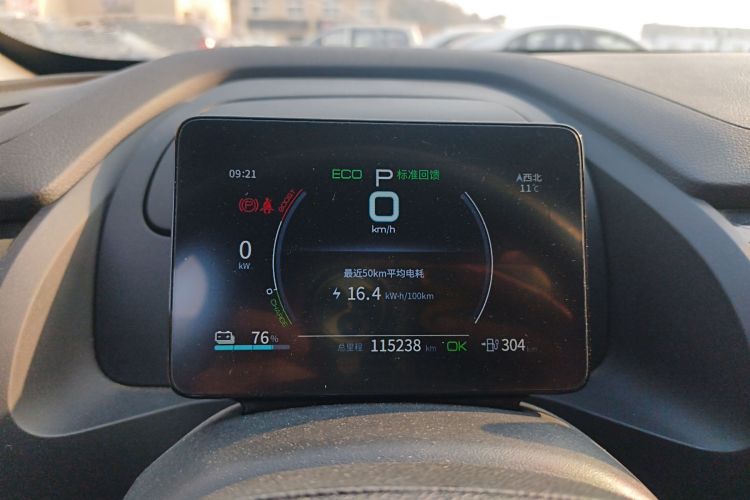 09:21
ECO P 标准回馈
西北
11℃
BOOST
0
km/h
0
kW
最近50km平均电耗
16.4 kW·h/100km
0
CHARGE
76%
总里程 115238 km OK 304 km